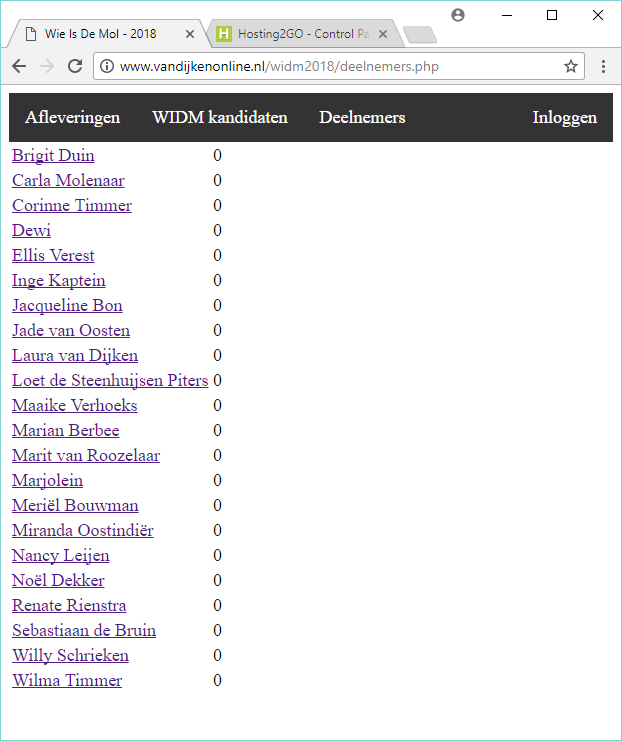 Wie Is De Mol - 2018
Hosting2GO - Control Pa
www.vandijkenonline.nl/widm2018/deelnemers.php
Afleveringen WIDM kandidaten Deelnemers Inloggen
Brigit Duin 0
Carla Molenaar 0
Corinne Timmer 0
Dewi 0
Ellis Verest 0
Inge Kaptein 0
Jacqueline Bon 0
Jade van Oosten 0
Laura van Dijken 0
Loet de Steenhuijsen Piters 0
Maaike Verhoeks 0
Marian Berbee 0
Marit van Roozelaar 0
Marjolein 0
Meriël Bouwman 0
Miranda Oostindiër 0
Nancy Leijen 0
Noël Dekker 0
Renate Rienstra 0
Sebastiaan de Bruin 0
Willy Schrieken 0
Wilma Timmer 0